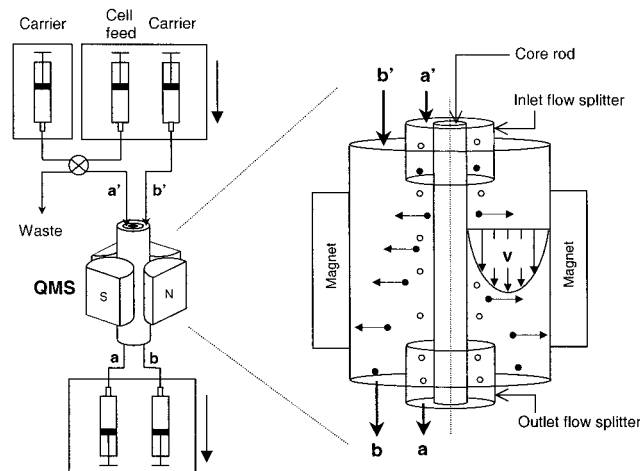 Carrier
Cell
feed
Carrier
Core rod
b’
a’
Inlet flow splitter
a’
b’
Waste
QMS
S
N
Magnet
V
Magnet
a
b
b
a
Outlet flow splitter